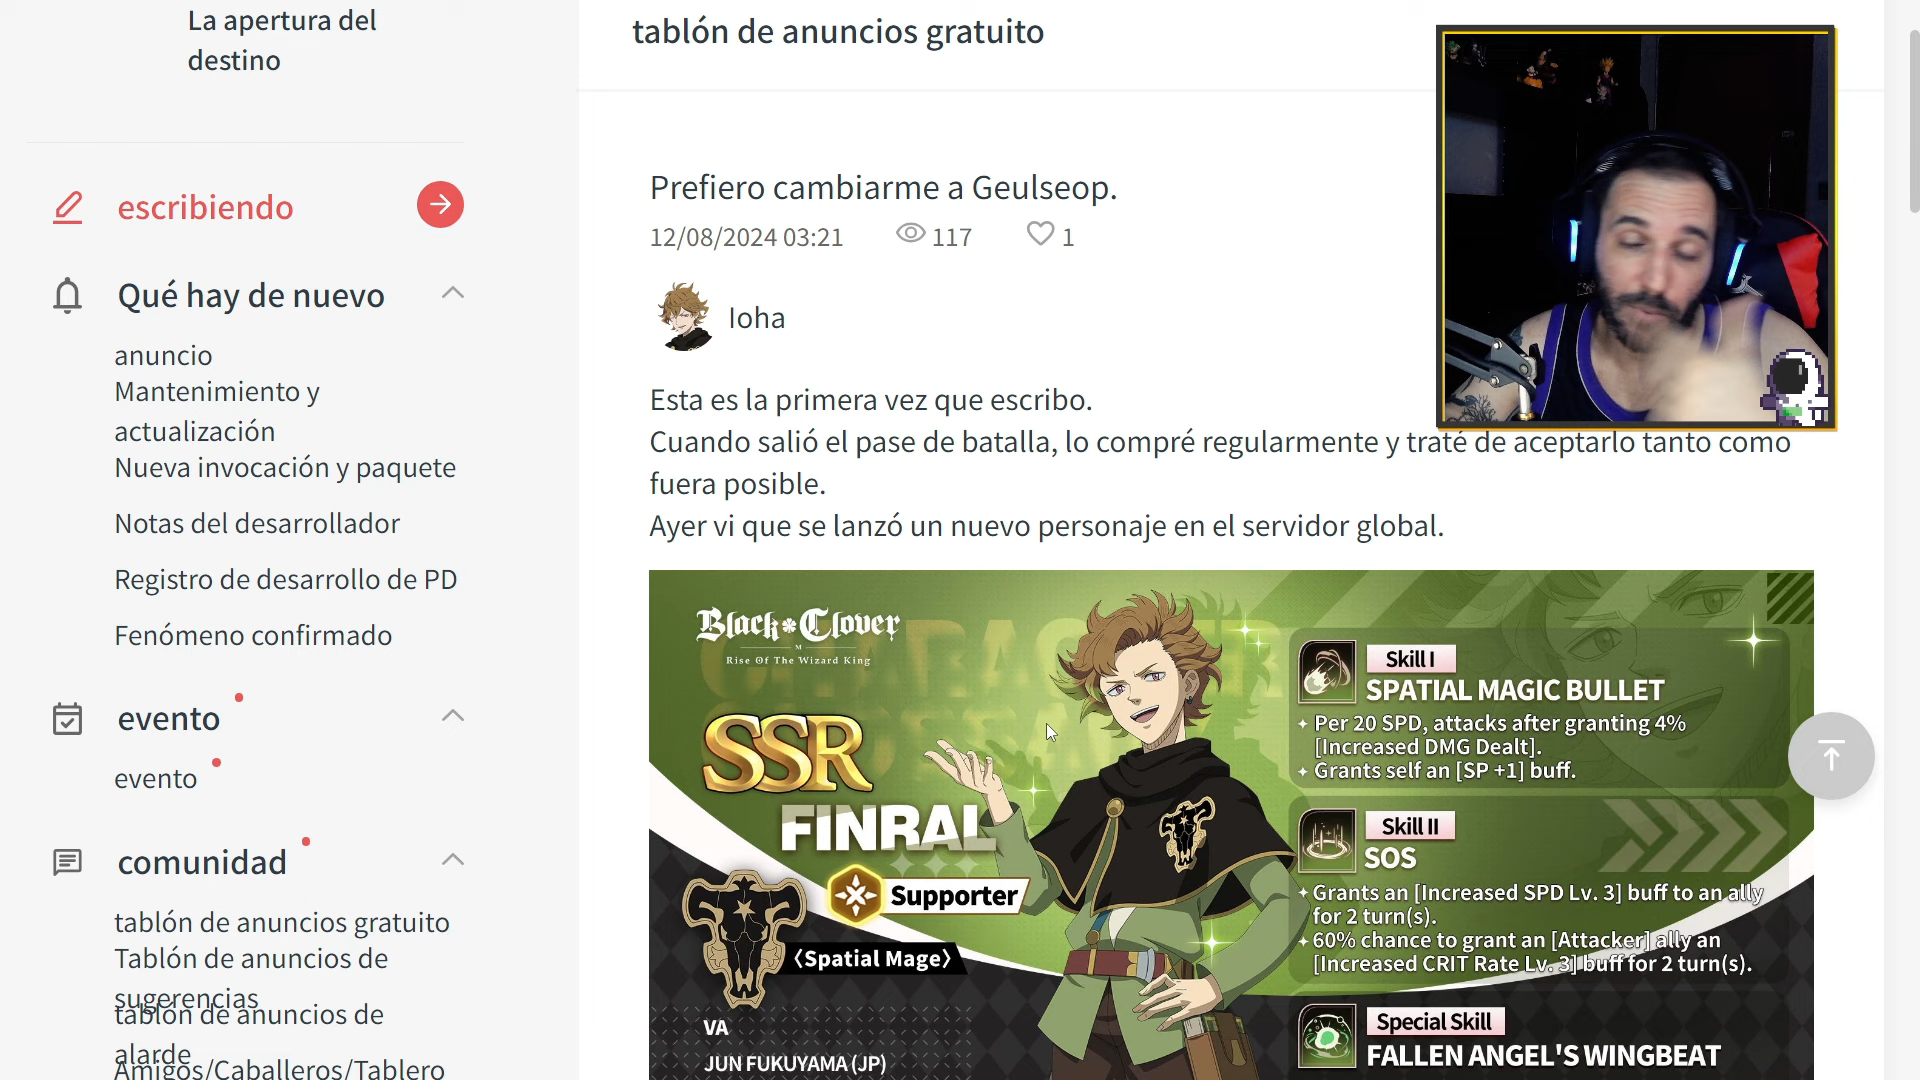 La apertura del
destino
escribiendo
Qué hay de nuevo
anuncio
Mantenimiento y
actualización
Nueva invocación y paquete
Notas del desarrollador
Registro de desarrollo de PD
Fenómeno confirmado
evento
evento
comunidad
tablón de anuncios gratuito
Tablón de anuncios de
sugerencias
tablón de anuncios de
alarde
Amigos/Caballeros/Tablero
tablón de anuncios gratuito
Prefiero cambiarme a Geulseop.
12/08/2024 03:21 117 1
Ioha
Esta es la primera vez que escribo.
Cuando salió el pase de batalla, lo compré regularmente y traté de aceptarlo tanto como
fuera posible.
Ayer vi que se lanzó un nuevo personaje en el servidor global.
Black Clover
M
Rise Of The Wizard King
SSR
FINRAL
Supporter
〈Spatial Mage〉
VA
JUN FUKUYAMA (JP)
Skill I
SPATIAL MAGIC BULLET
Per 20 SPD, attacks after granting 4%
[Increased DMG Dealt].
Grants self an [SP +1] buff.
Skill II
SOS
Grants an [Increased SPD Lv. 3] buff to an ally
for 2 turn(s).
60% chance to grant an [Attacker] ally an
[Increased CRIT Rate Lv. 3] buff for 2 turn(s).
Special Skill
FALLEN ANGEL'S WINGBEAT